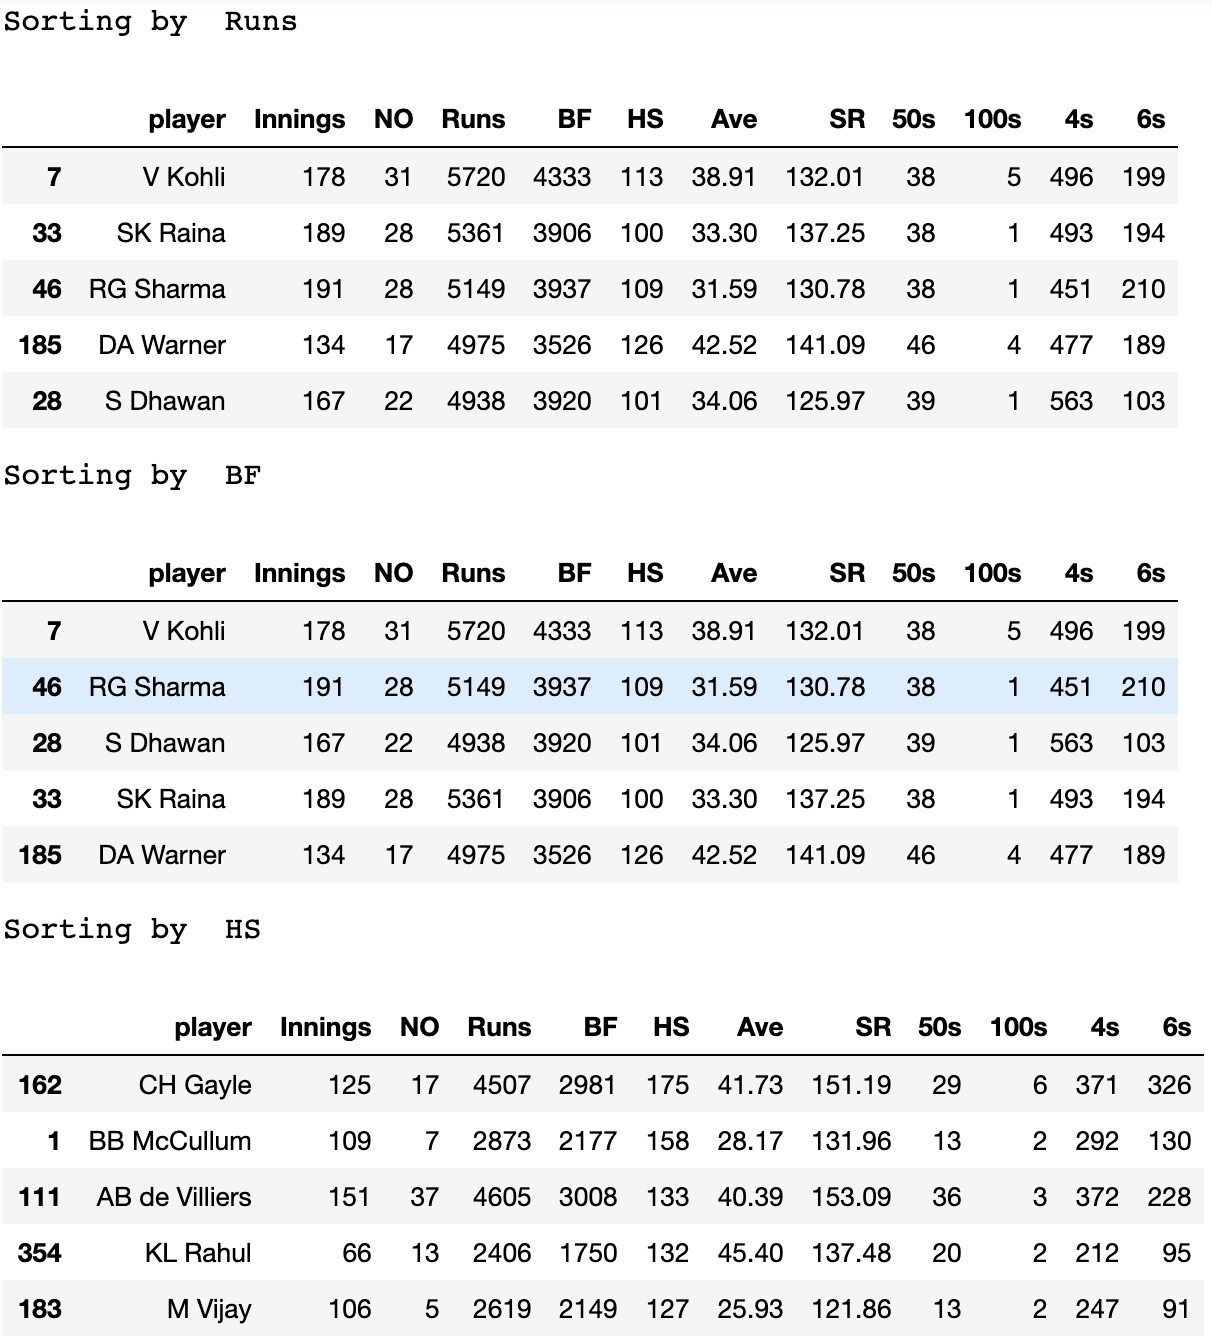 Sorting by  Runs
player Innings NO Runs BF HS Ave SR 50s 100s 4s 6s
7 V Kohli 178 31 5720 4333 113 38.91 132.01 38 5 496 199
33 SK Raina 189 28 5361 3906 100 33.30 137.25 38 1 493 194
46 RG Sharma 191 28 5149 3937 109 31.59 130.78 38 1 451 210
185 DA Warner 134 17 4975 3526 126 42.52 141.09 46 4 477 189
28 S Dhawan 167 22 4938 3920 101 34.06 125.97 39 1 563 103
Sorting by  BF
player Innings NO Runs BF HS Ave SR 50s 100s 4s 6s
7 V Kohli 178 31 5720 4333 113 38.91 132.01 38 5 496 199
46 RG Sharma 191 28 5149 3937 109 31.59 130.78 38 1 451 210
28 S Dhawan 167 22 4938 3920 101 34.06 125.97 39 1 563 103
33 SK Raina 189 28 5361 3906 100 33.30 137.25 38 1 493 194
185 DA Warner 134 17 4975 3526 126 42.52 141.09 46 4 477 189
Sorting by  HS
player Innings NO Runs BF HS Ave SR 50s 100s 4s 6s
162 CH Gayle 125 17 4507 2981 175 41.73 151.19 29 6 371 326
1 BB McCullum 109 7 2873 2177 158 28.17 131.96 13 2 292 130
111 AB de Villiers 151 37 4605 3008 133 40.39 153.09 36 3 372 228
354 KL Rahul 66 13 2406 1750 132 45.40 137.48 20 2 212 95
183 M Vijay 106 5 2619 2149 127 25.93 121.86 13 2 247 91